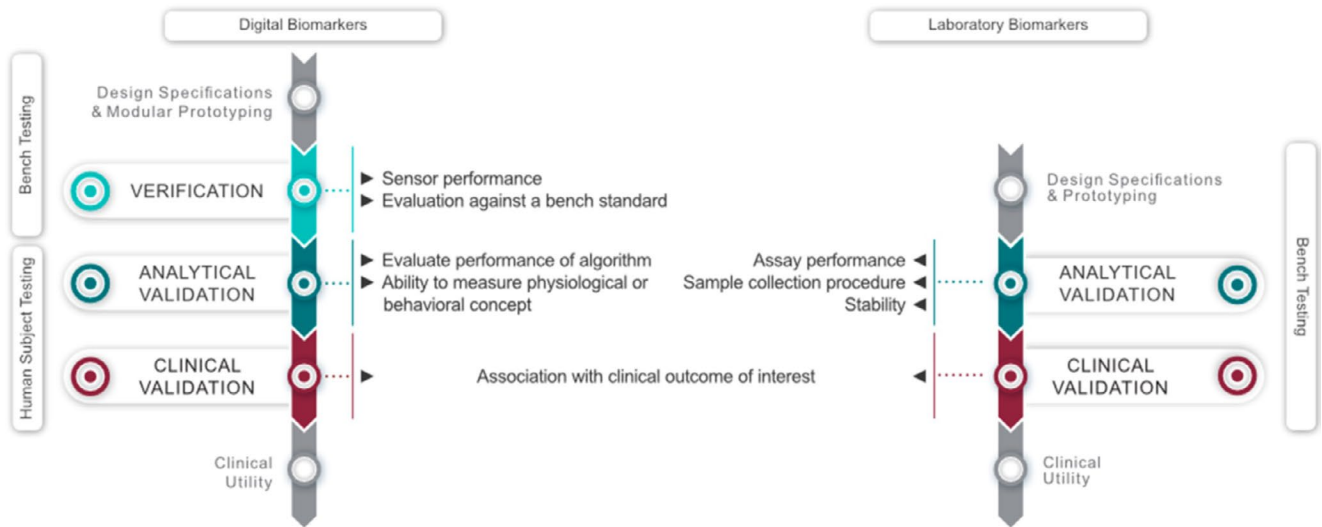 Digital Biomarkers
Laboratory Biomarkers
Bench Testing
Design Specifications
& Modular Prototyping
VERIFICATION
Sensor performance
Evaluation against a bench standard
Human Subject Testing
ANALYTICAL
VALIDATION
Evaluate performance of algorithm
Ability to measure physiological or
behavioral concept
CLINICAL
VALIDATION
Association with clinical outcome of interest
Clinical
Utility
Design Specifications
& Prototyping
Assay performance
Sample collection procedure
Stability
ANALYTICAL
VALIDATION
Bench Testing
CLINICAL
VALIDATION
Clinical
Utility